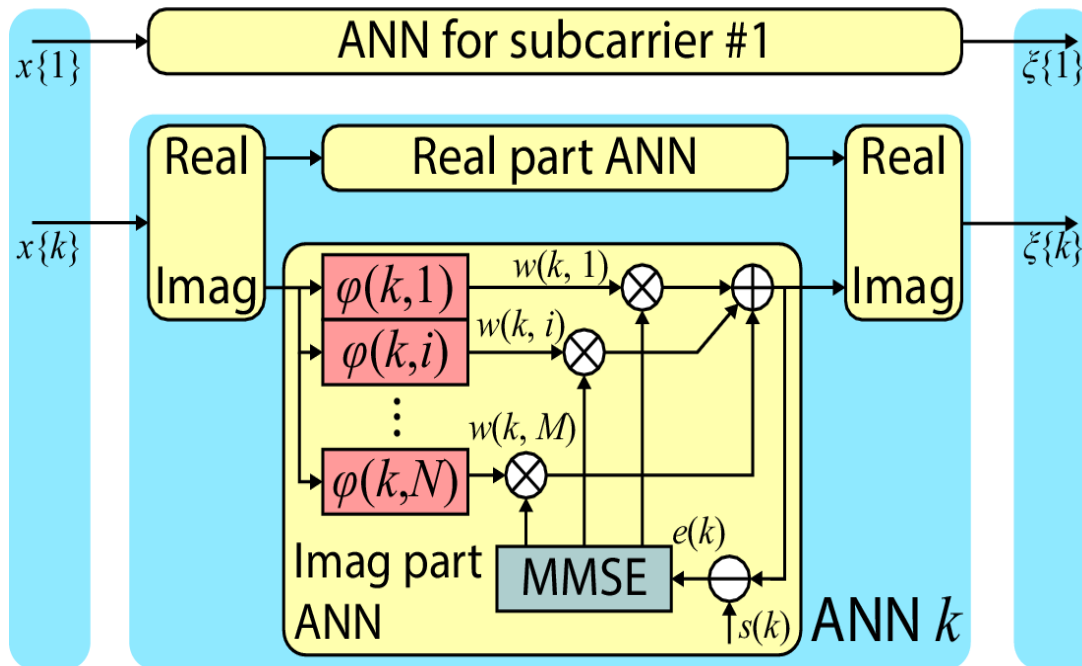 ANN for subcarrier #1
x{1}
ξ{1}
Real
Real part ANN
Real
x{k}
ξ{k}
Imag
Imag
φ(k,1)
w(k, 1)
φ(k,i)
w(k, i)
⋮
φ(k,N)
w(k, M)
e(k)
Imag part
ANN
MMSE
s(k)
ANN k